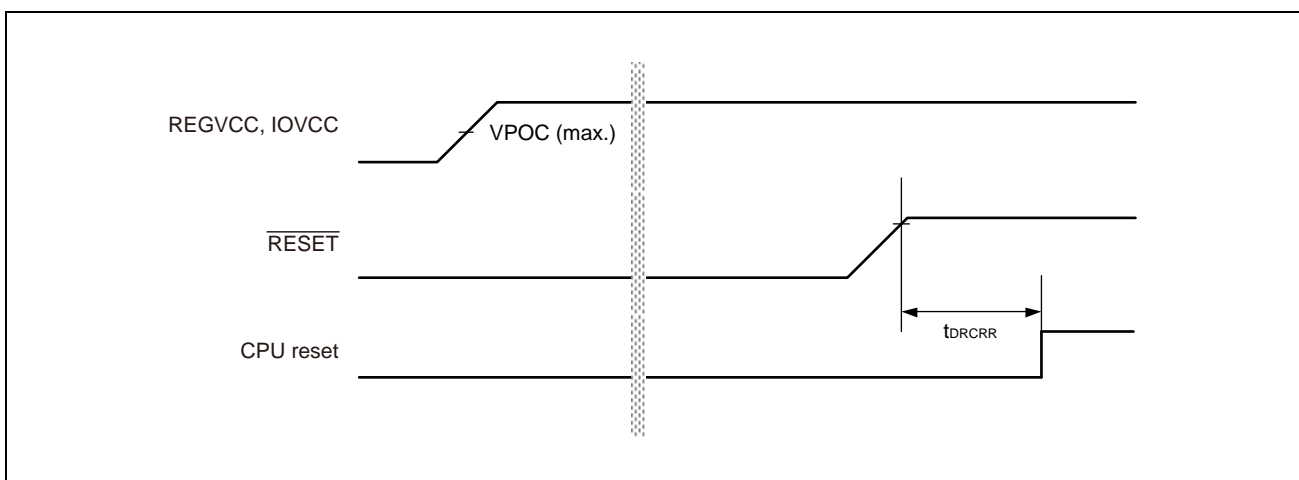 REGVCC, IOVCC
VPOC (max.)
RESET
tDRCRR
CPU reset